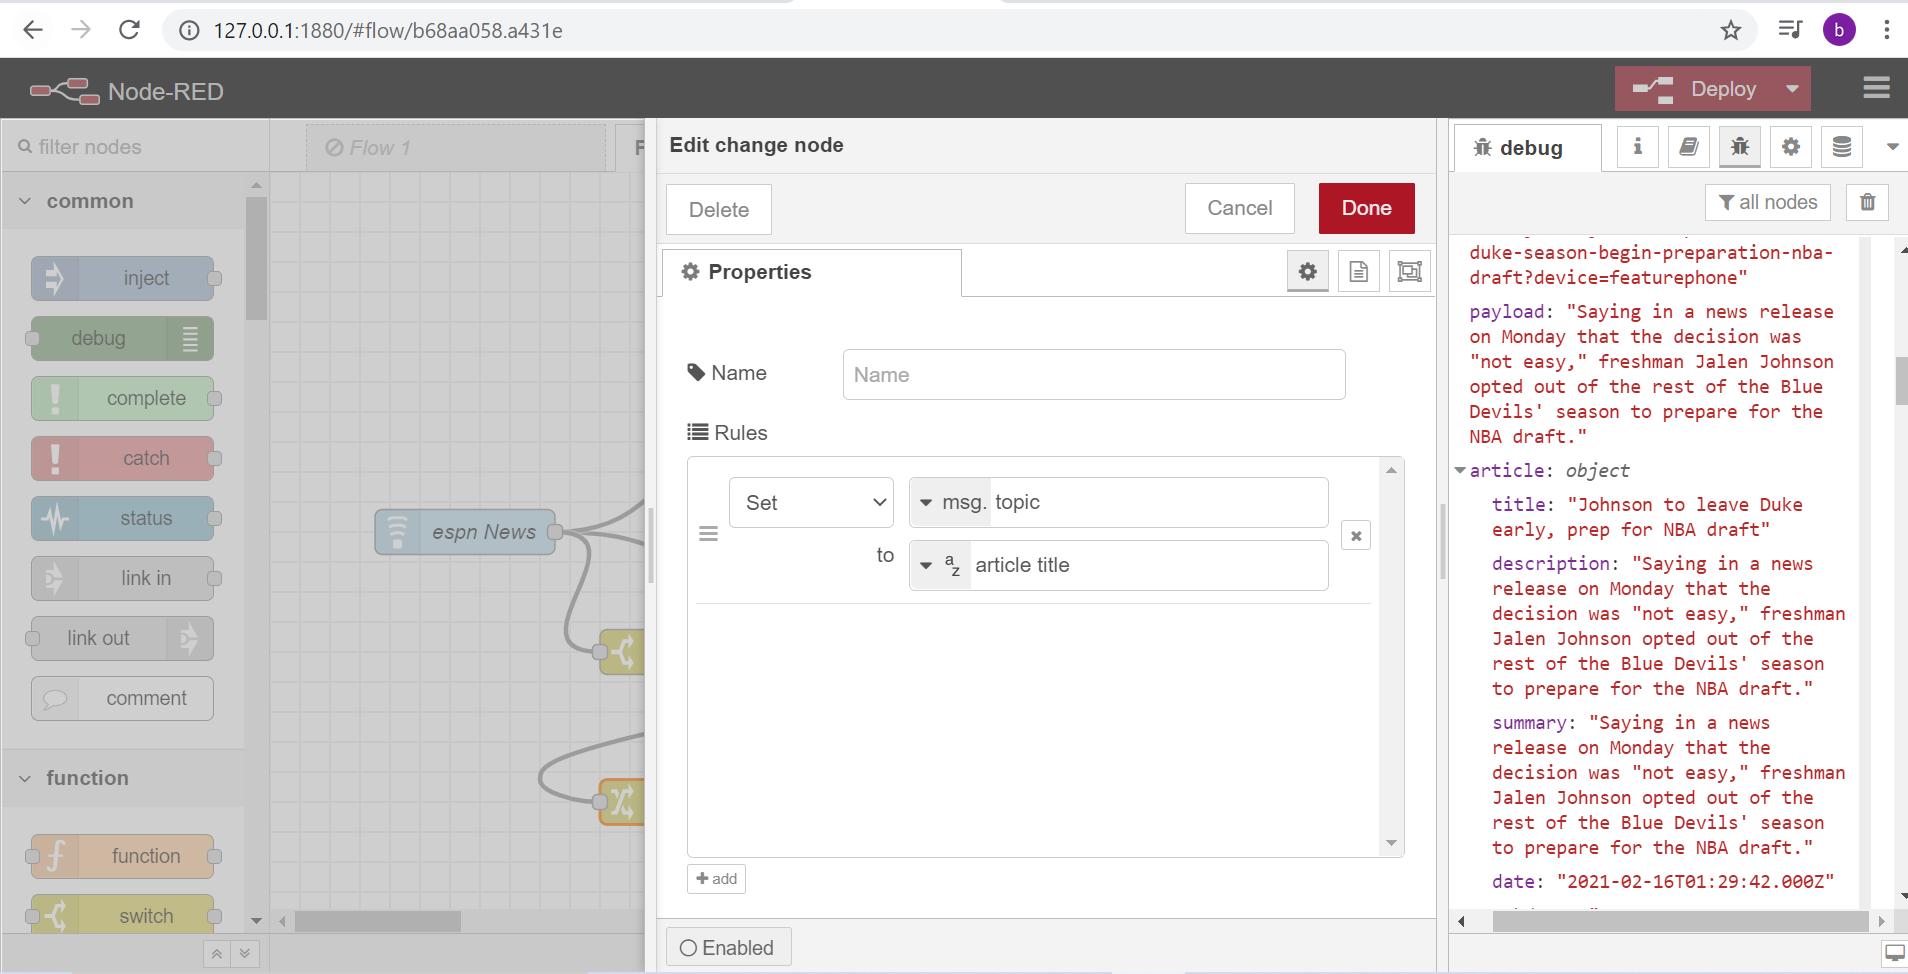 127.0.0.1:1880/#flow/b68aa058.a431e
b
Node-RED
Deploy
filter nodes
Flow 1
common
inject
debug
complete
catch
status
link in
link out
comment
function
function
switch
espn News
Edit change node
Delete
Cancel
Done
Properties
Name
Name
Rules
Set
msg. topic
to
az article title
add
Enabled
debug
i
all nodes
duke-season-begin-preparation-nba-
draft?device=featurephone"
payload: "Saying in a news release
on Monday that the decision was
"not easy," freshman Jalen Johnson
opted out of the rest of the Blue
Devils' season to prepare for the
NBA draft."
article: object
title: "Johnson to leave Duke
early, prep for NBA draft"
description: "Saying in a news
release on Monday that the
decision was "not easy," freshman
Jalen Johnson opted out of the
rest of the Blue Devils' season
to prepare for the NBA draft."
summary: "Saying in a news
release on Monday that the
decision was "not easy," freshman
Jalen Johnson opted out of the
rest of the Blue Devils' season
to prepare for the NBA draft."
date: "2021-02-16T01:29:42.000Z"